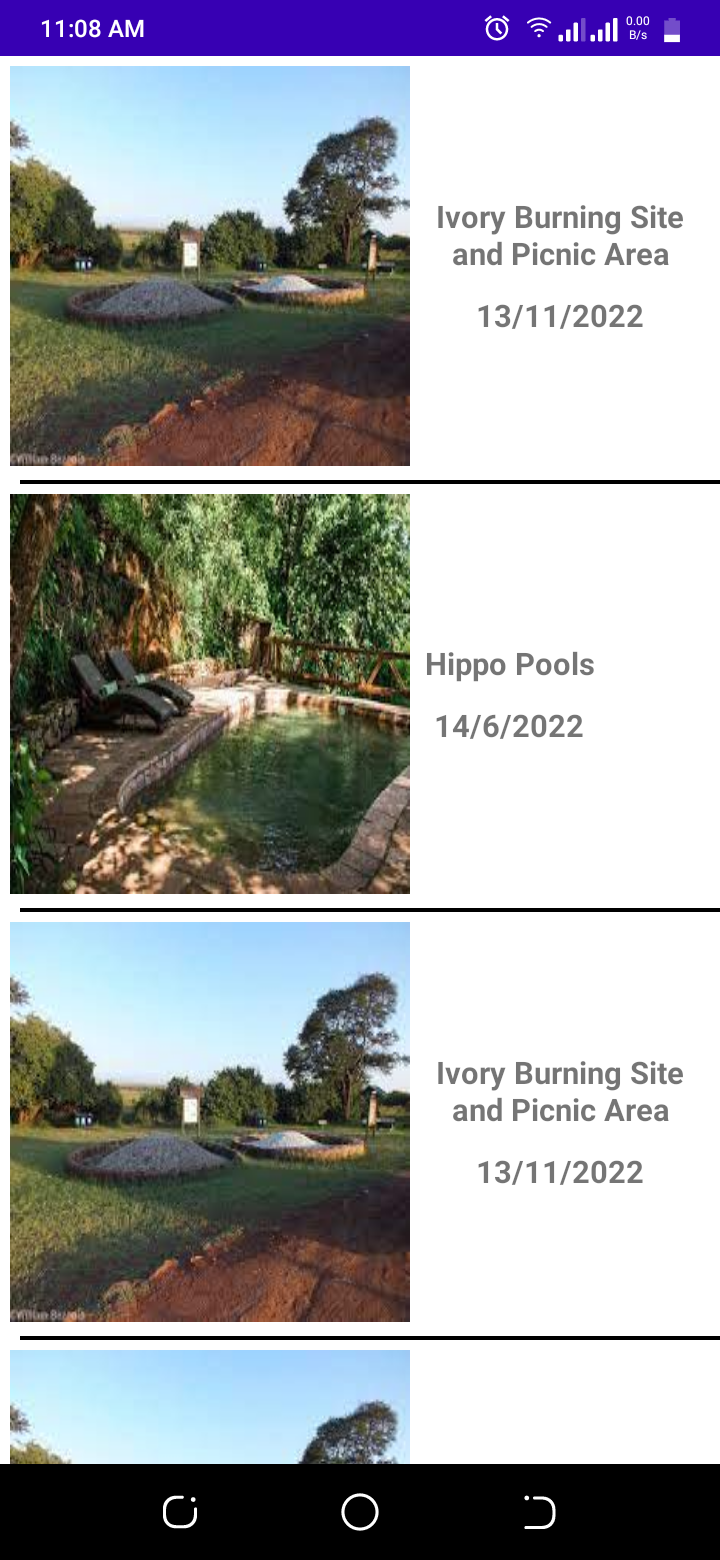 11:08 AM
0.00
B/s
Ivory Burning Site
and Picnic Area
13/11/2022
Hippo Pools
14/6/2022
Ivory Burning Site
and Picnic Area
13/11/2022